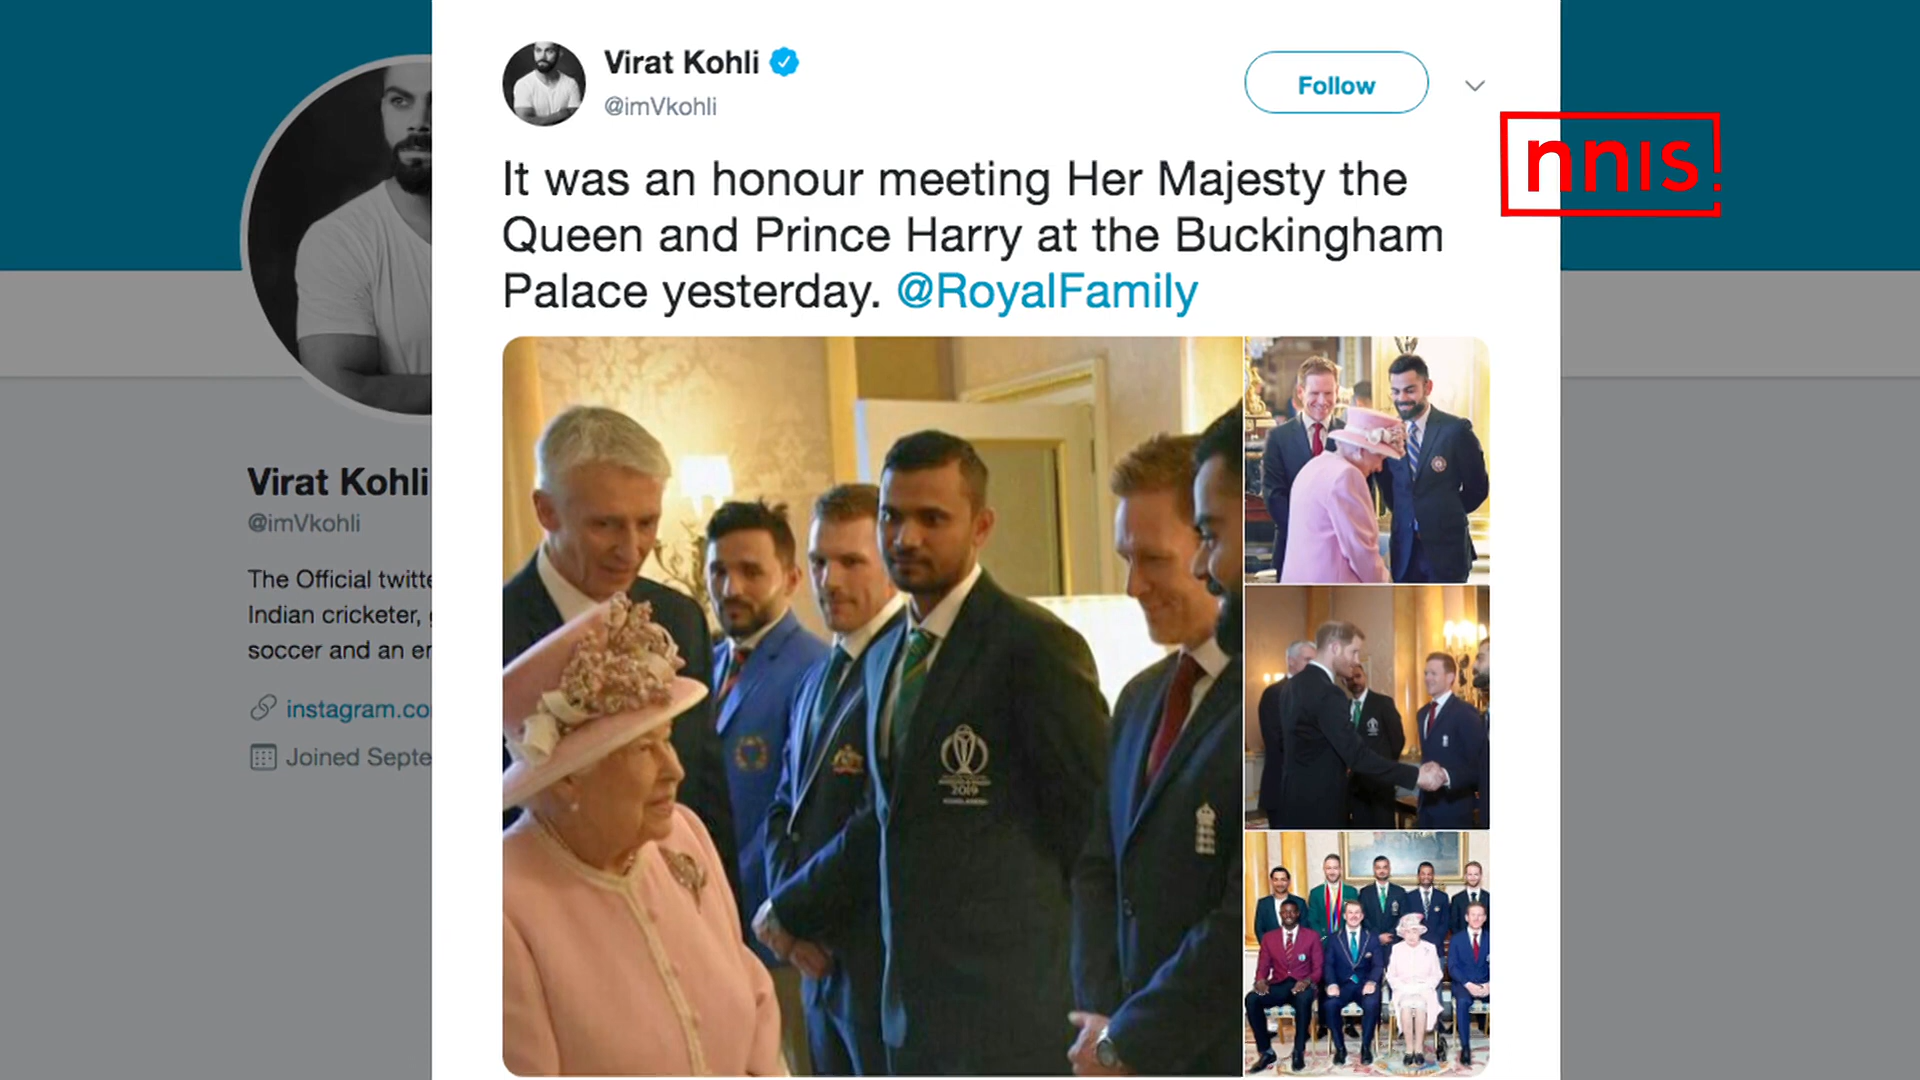 Virat Kohli
@imVkohli
Follow
It was an honour meeting Her Majesty the
Queen and Prince Harry at the Buckingham
Palace yesterday. @RoyalFamily
nnis
Virat Kohli
@imVkohli
The Official twitte
Indian cricketer,
soccer and an er
instagram.co
Joined Septe
2019